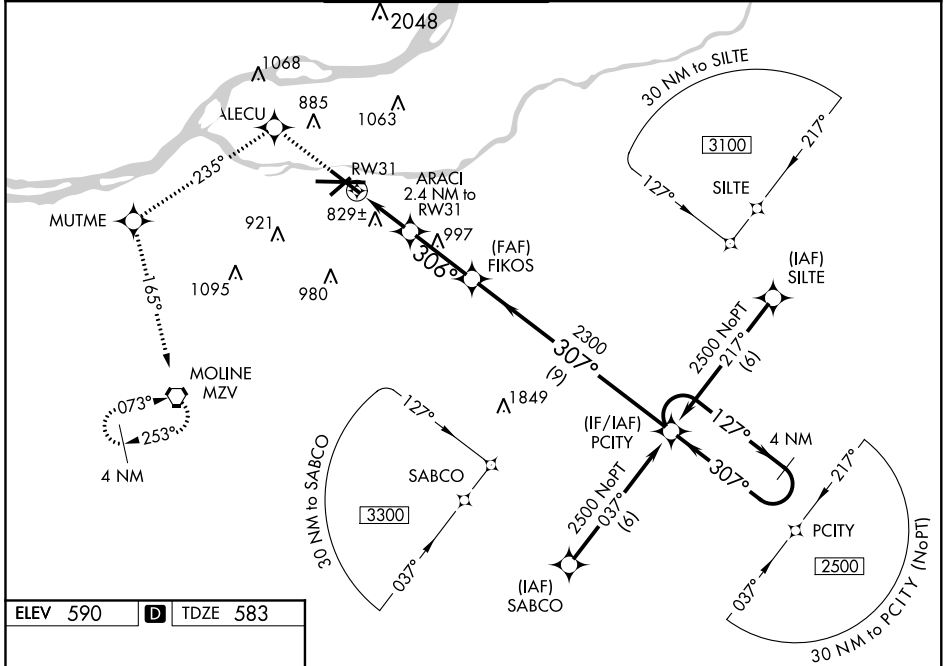 2048
1068
885
1063
ALECU
30 NM to SILTE
3100
217°
127°
SILTE
235°
RW31
ARACI
2.4 NM to
RW31
MUTME
829±
921
997
(FAF)
FIKOS
306°
1095
980
(IAF)
SILTE
165°
2300
307°
(9)
2500 NoPT
217°
(6)
MOLINE
MZV
073°
253°
4 NM
1849
127°
(IF/IAF)
PCITY
127°
4 NM
307°
30 NM to SABCO
SABCO
3300
037°
2500 NoPT
037°
(6)
217°
PCITY
2500
037°
30 NM to PCITY (NoPT)
(IAF)
SABCO
ELEV 590 D TDZE 583